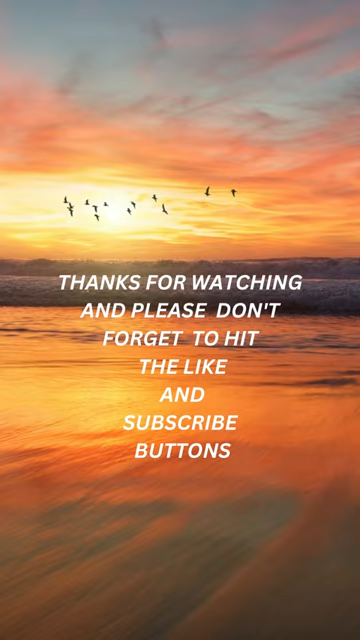 THANKS FOR WATCHING
AND PLEASE DON'T
FORGET TO HIT
THE LIKE
AND
SUBSCRIBE
BUTTONS